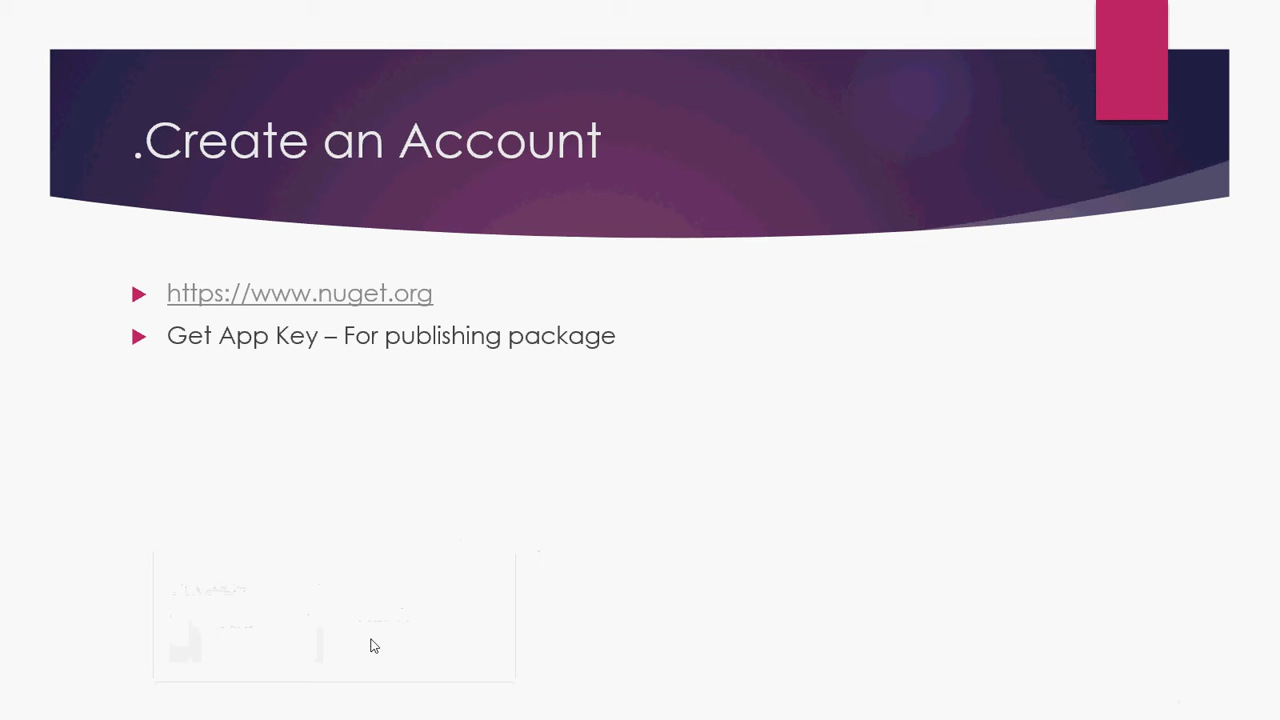 .Create an Account
https://www.nuget.org
Get App Key – For publishing package